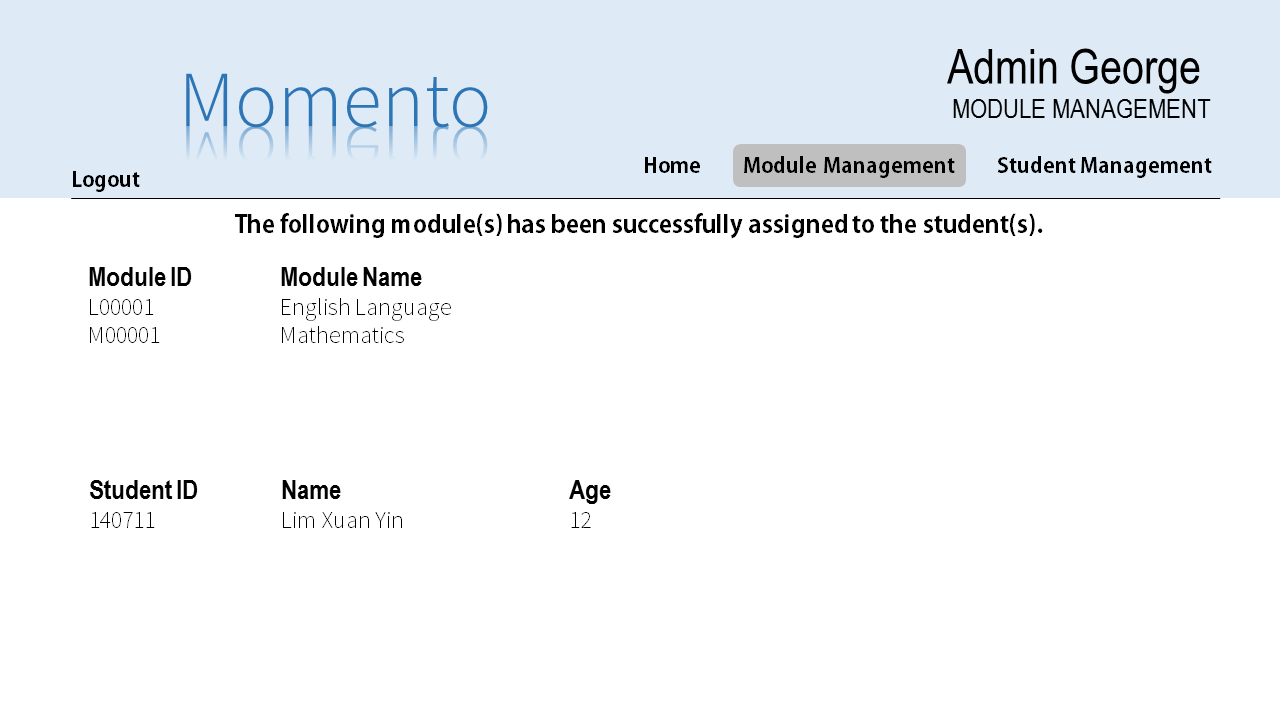 Momento
Admin George
MODULE MANAGEMENT
Logout
Home Module Management Student Management
The following module(s) has been successfully assigned to the student(s).
Module ID Module Name
L00001 English Language
M00001 Mathematics
Student ID Name Age
140711 Lim Xuan Yin 12